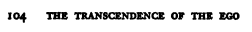 104 THE TRANSCENDENCE OF THE EGO